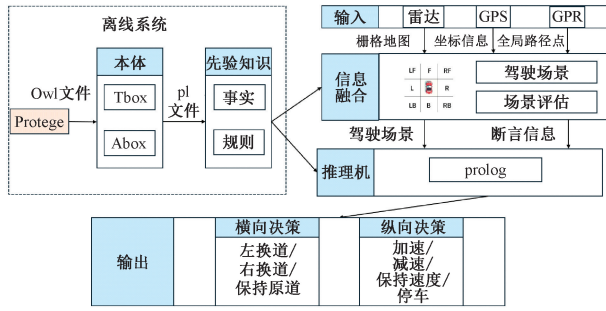 离线系统
本体
先验知识
Owl文件
pl
文件
Protege
Tbox
Abox
事实
规则
输入
雷达
GPS
GPR
栅格地图
坐标信息
全局路径点
信息
融合
LF F RF
L R
LB B RB
驾驶场景
场景评估
驾驶场景
断言信息
推理机
prolog
输出
横向决策
左换道/
右换道/
保持原道
纵向决策
加速/
减速/
保持速度/
停车